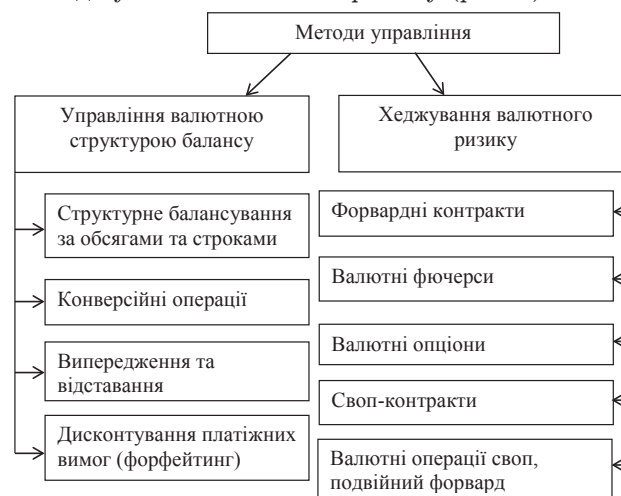 Методи управління
Управління валютною
структурою балансу
Структурне балансування
за обсягами та строками
Конверсійні операції
Випередження та
відставання
Дисконтування платіжних
вимог (форфейтинг)
Хеджування валютного
ризику
Форвардні контракти
Валютні фючерси
Валютні опціони
Своп-контракти
Валютні операції своп,
подвійний форвард